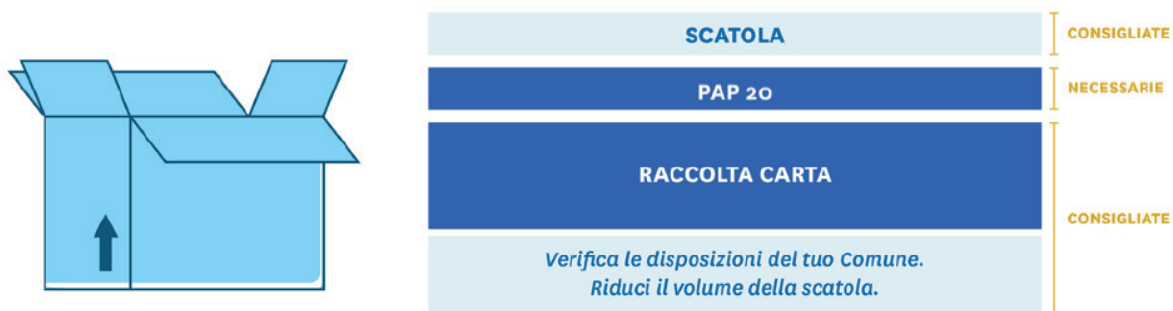 SCATOLA
CONSIGLIATE
PAP 20
NECESSARIE
RACCOLTA CARTA
CONSIGLIATE
Verifica le disposizioni del tuo Comune.
Riduci il volume della scatola.